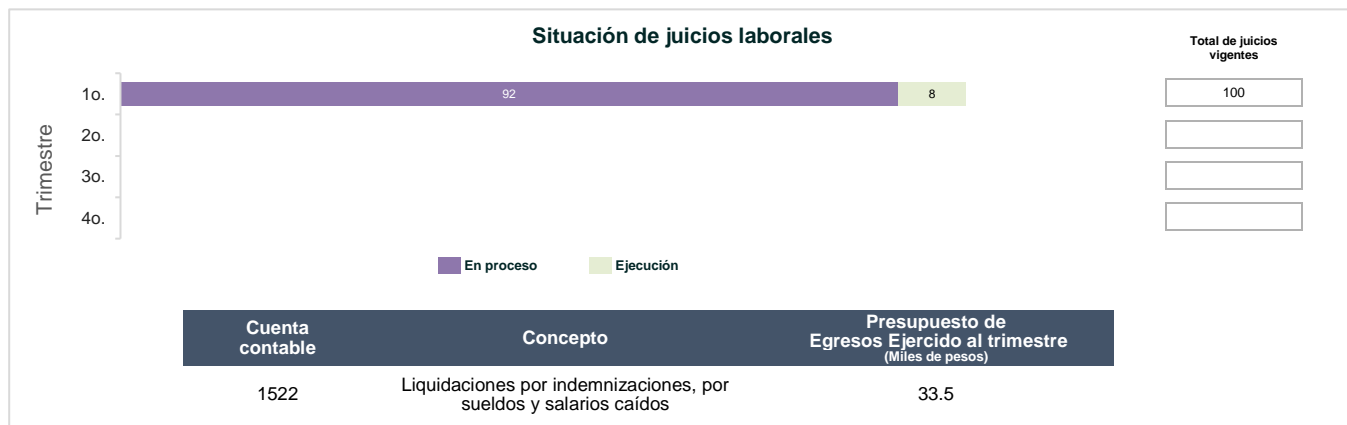 Situación de juicios laborales
Total de juicios
vigentes
Trimestre
1o.
92
8
100
2o.
3o.
4o.
En proceso
Ejecución
Cuenta
contable
Concepto
Presupuesto de
Egresos Ejercido al trimestre
(Miles de pesos)
1522
Liquidaciones por indemnizaciones, por
sueldos y salarios caídos
33.5